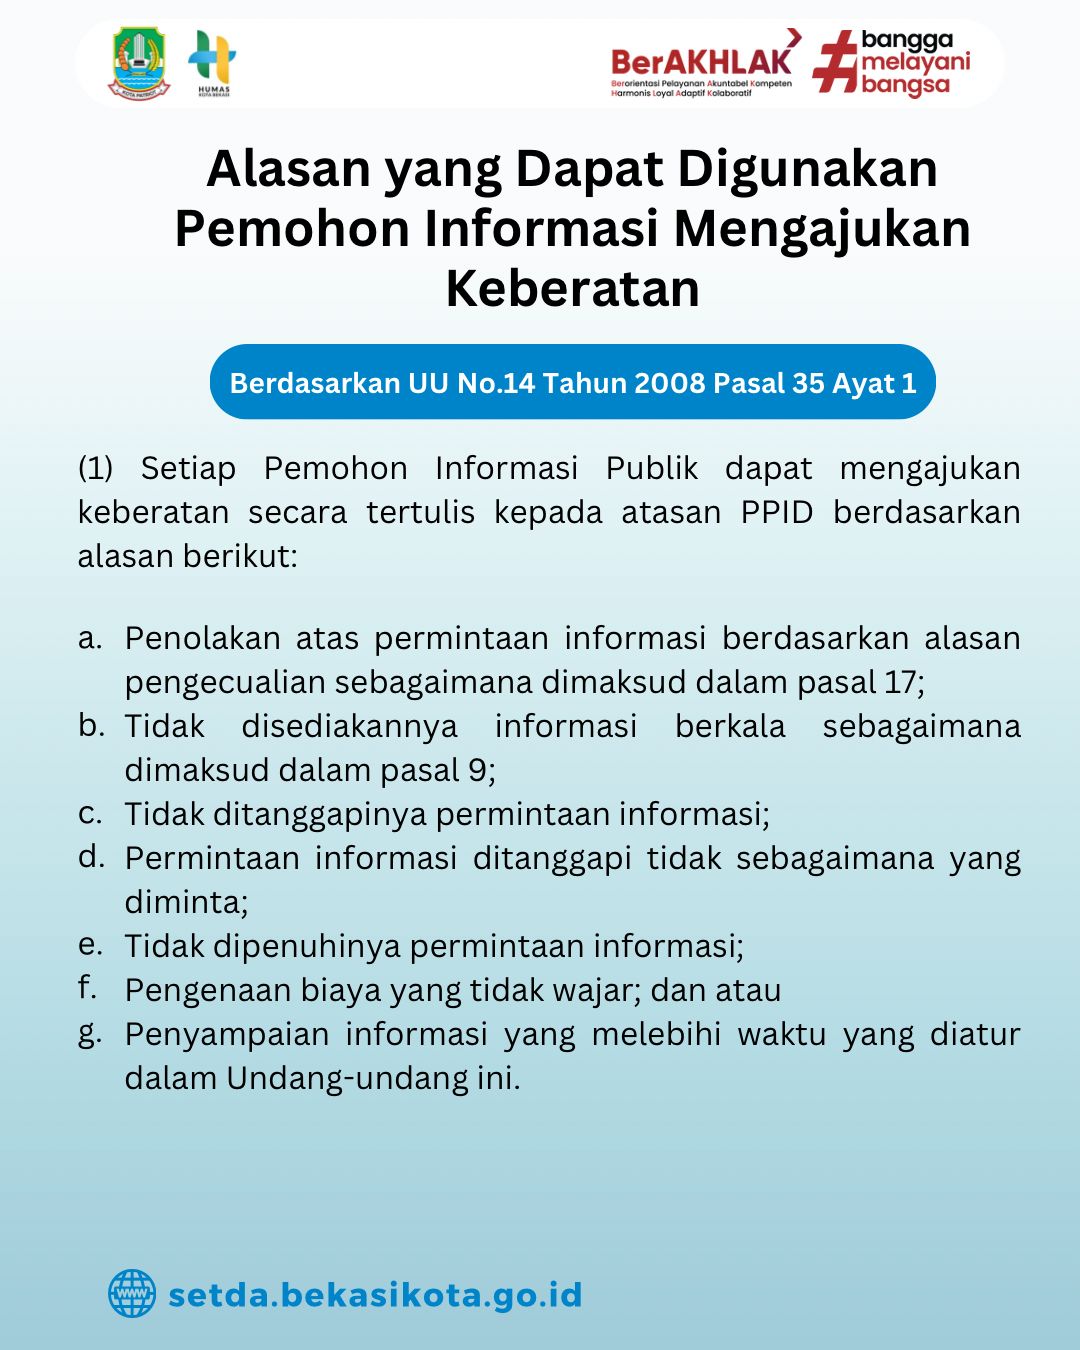 KOTA PATRIOT
HUMAS
KOTA BEKASI
BerAKHLAK
Berorientasi Pelayanan Akuntabel Kompeten
Harmonis Loyal Adaptif Kolaboratif
#bangga
melayani
bangsa
Alasan yang Dapat Digunakan
Pemohon Informasi Mengajukan
Keberatan
Berdasarkan UU No.14 Tahun 2008 Pasal 35 Ayat 1
(1) Setiap Pemohon Informasi Publik dapat mengajukan
keberatan secara tertulis kepada atasan PPID berdasarkan
alasan berikut:
a. Penolakan atas permintaan informasi berdasarkan alasan
pengecualian sebagaimana dimaksud dalam pasal 17;
b. Tidak disediakannya informasi berkala sebagaimana
dimaksud dalam pasal 9;
c. Tidak ditanggapinya permintaan informasi;
d. Permintaan informasi ditanggapi tidak sebagaimana yang
diminta;
e. Tidak dipenuhinya permintaan informasi;
f. Pengenaan biaya yang tidak wajar; dan atau
g. Penyampaian informasi yang melebihi waktu yang diatur
dalam Undang-undang ini.
www
setda.bekasikota.go.id